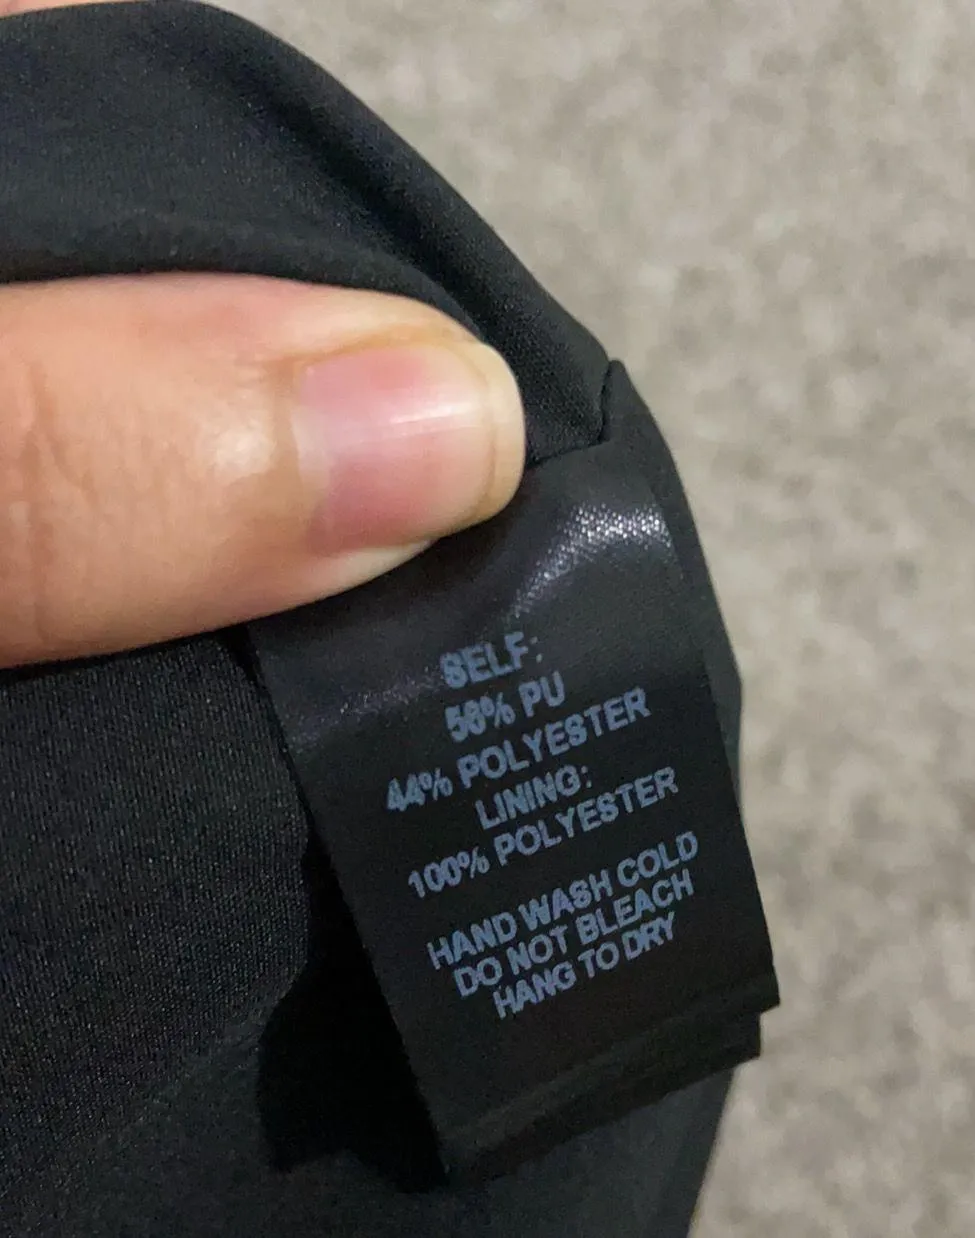 SELF:
56% PU
44% POLYESTER
LINING:
100% POLYESTER
HAND WASH COLD
DO NOT BLEACH
HANG TO DRY